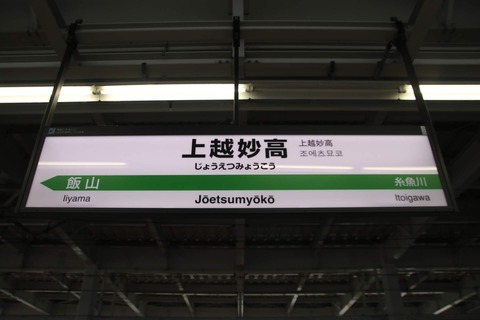 上越妙高
じょうえつみょうこう
上越妙高
조에츠묘코
飯山
Iiyama
Jōetsumyōkō
糸魚川
Itoigawa